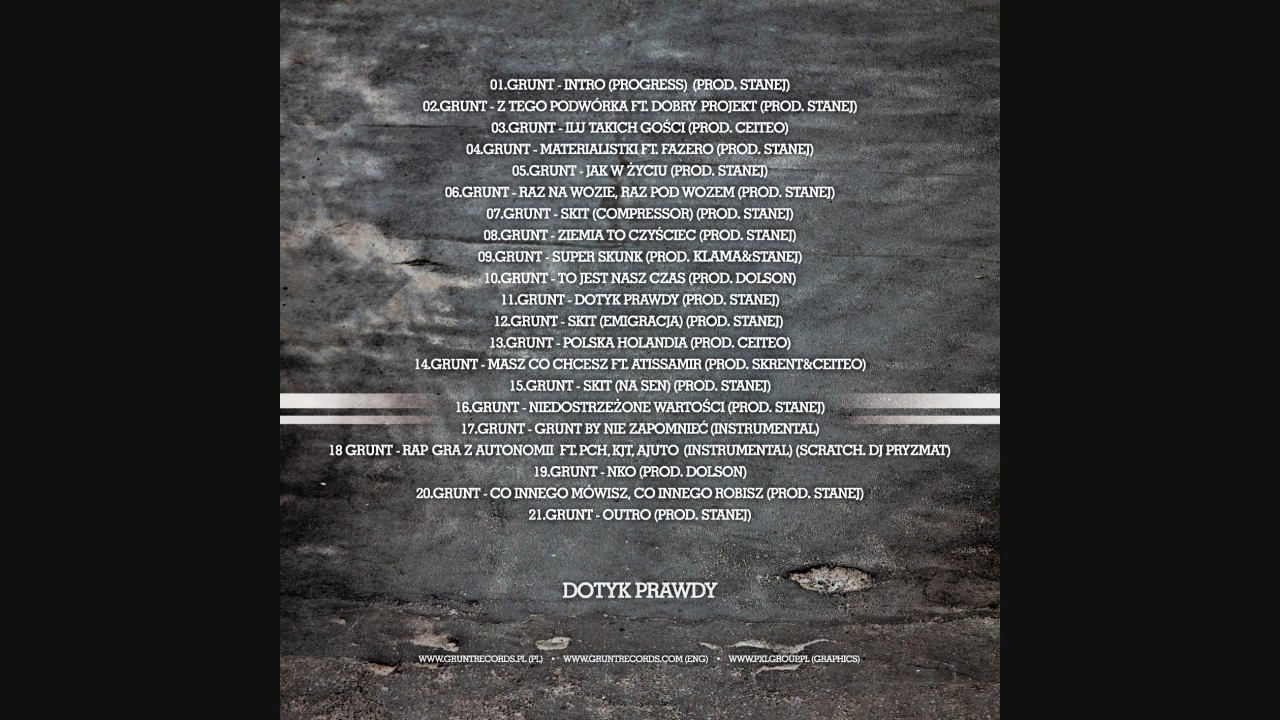 01.GRUNT - INTRO (PROGRESS) (PROD. STANEJ)
02.GRUNT - Z TEGO PODWÓRKA FT. DOBRY PROJEKT (PROD. STANEJ)
03.GRUNT - ILU TAKICH GOŚCI (PROD. CEITEO)
04.GRUNT - MATERIALISTKI FT. FAZERO (PROD. STANEJ)
05.GRUNT - JAK W ŻYCIU (PROD. STANEJ)
06.GRUNT - RAZ NA WOZIE, RAZ POD WOZEM (PROD. STANEJ)
07.GRUNT - SKIT (COMPRESSOR) (PROD. STANEJ)
08.GRUNT - ZIEMIA TO CZYŚCIEC (PROD. STANEJ)
09.GRUNT - SUPER SKUNK (PROD. KLAMA&STANEJ)
10.GRUNT - TO JEST NASZ CZAS (PROD. DOLSON)
11.GRUNT - DOTYK PRAWDY (PROD. STANEJ)
12.GRUNT - SKIT (EMIGRACJA) (PROD. STANEJ)
13.GRUNT - POLSKA HOLANDIA (PROD. CEITEO)
14.GRUNT - MASZ CO CHCESZ FT. ATISSAMIR (PROD. SKRENT&CEITEO)
15.GRUNT - SKIT (NA SEN) (PROD. STANEJ)
16.GRUNT - NIEDOSTRZEŻONE WARTOŚCI (PROD. STANEJ)
17.GRUNT - GRUNT BY NIE ZAPOMNIEĆ (INSTRUMENTAL)
18 GRUNT - RAP GRA Z AUTONOMII FT. PCH, KJT, AJUTO (INSTRUMENTAL) (SCRATCH. DJ PRYZMAT)
19.GRUNT - NKO (PROD. DOLSON)
20.GRUNT - CO INNEGO MÓWISZ, CO INNEGO ROBISZ (PROD. STANEJ)
21.GRUNT - OUTRO (PROD. STANEJ)
DOTYK PRAWDY
WWW.GRUNTRECORDS.PL (PL) • WWW.GRUNTRECORDS.COM (ENG) • WWW.PXLGROUP.PL (GRAPHICS)